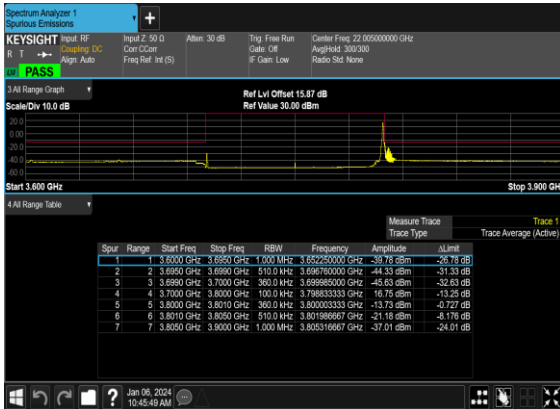 Spectrum Analyzer 1
Spurious Emissions
KEYSIGHT Input: RF Input Z: 50 Ω Atten: 30 dB Trig: Free Run Center Freq: 22.005000000 GHz
R T Coupling: DC Corr CCorr Gate: Off Avg|Hold: 300/300
Align: Auto Freq Ref: Int (S) IF Gain: Low Radio Std: None
PASS
3 All Range Graph Ref Lvl Offset 15.87 dB
Scale/Div 10.0 dB Ref Value 30.00 dBm
20.0
0.00
-20.0
-40.0
-60.0
Start 3.600 GHz Stop 3.900 GH
4 All Range Table
Measure Trace Trace 1
Trace Type Trace Average (Active)
Spur Range Start Freq Stop Freq RBW Frequency Amplitude ΔLimit
1 1 3.6000 GHz 3.6950 GHz 1.000 MHz 3.652250000 GHz -39.78 dBm -26.78 dB
2 2 3.6950 GHz 3.6990 GHz 510.0 kHz 3.696760000 GHz -44.33 dBm -31.33 dB
3 3 3.6990 GHz 3.7000 GHz 360.0 kHz 3.699985000 GHz -45.63 dBm -32.63 dB
4 4 3.7000 GHz 3.8000 GHz 100.0 kHz 3.798833333 GHz 16.75 dBm -13.25 dB
5 5 3.8000 GHz 3.8010 GHz 360.0 kHz 3.800003333 GHz -13.73 dBm -0.727 dB
6 6 3.8010 GHz 3.8050 GHz 510.0 kHz 3.801986667 GHz -21.18 dBm -8.176 dB
7 7 3.8050 GHz 3.9000 GHz 1.000 MHz 3.805316667 GHz -37.01 dBm -24.01 dB
Jan 06, 2024
10:45:49 AM